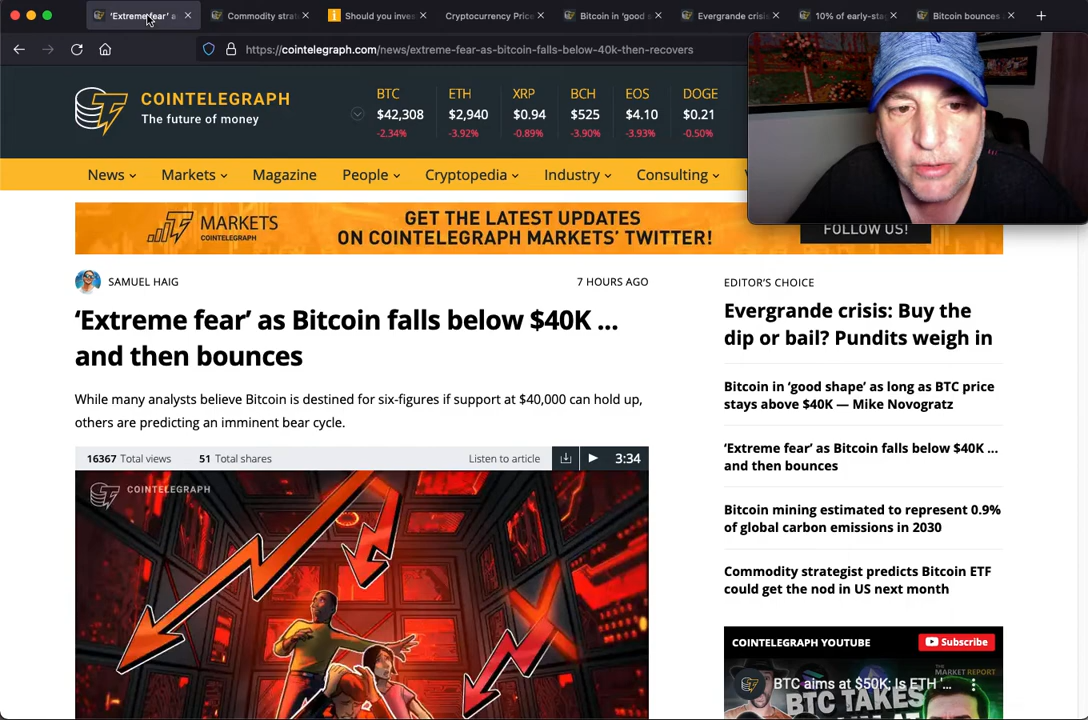 'Extreme fear' a
Commodity strat
Should you inves
Cryptocurrency Price
Bitcoin in 'good s
Evergrande crisis
10% of early-sta
Bitcoin bounces
https://cointelegraph.com/news/extreme-fear-as-bitcoin-falls-below-40k-then-recovers
COINTELEGRAPH
The future of money
BTC
$42,308
-2.34%
ETH
$2,940
-3.92%
XRP
$0.94
-0.89%
BCH
$525
-3.90%
EOS
$4.10
-3.93%
DOGE
$0.21
-0.50%
News
Markets
Magazine
People
Cryptopedia
Industry
Consulting
MARKETS
COINTELEGRAPH
GET THE LATEST UPDATES
ON COINTELEGRAPH MARKETS' TWITTER!
FOLLOW US!
SAMUEL HAIG
7 HOURS AGO
'Extreme fear' as Bitcoin falls below $40K ...
and then bounces
While many analysts believe Bitcoin is destined for six-figures if support at $40,000 can hold up,
others are predicting an imminent bear cycle.
16367 Total views
51 Total shares
Listen to article
3:34
COINTELEGRAPH
EDITOR'S CHOICE
Evergrande crisis: Buy the
dip or bail? Pundits weigh in
Bitcoin in 'good shape' as long as BTC price
stays above $40K — Mike Novogratz
'Extreme fear' as Bitcoin falls below $40K ...
and then bounces
Bitcoin mining estimated to represent 0.9%
of global carbon emissions in 2030
Commodity strategist predicts Bitcoin ETF
could get the nod in US next month
COINTELEGRAPH YOUTUBE
Subscribe
THE
MARKET REPORT
BTC aims at $50K; Is ETH '...
BTC TAKES